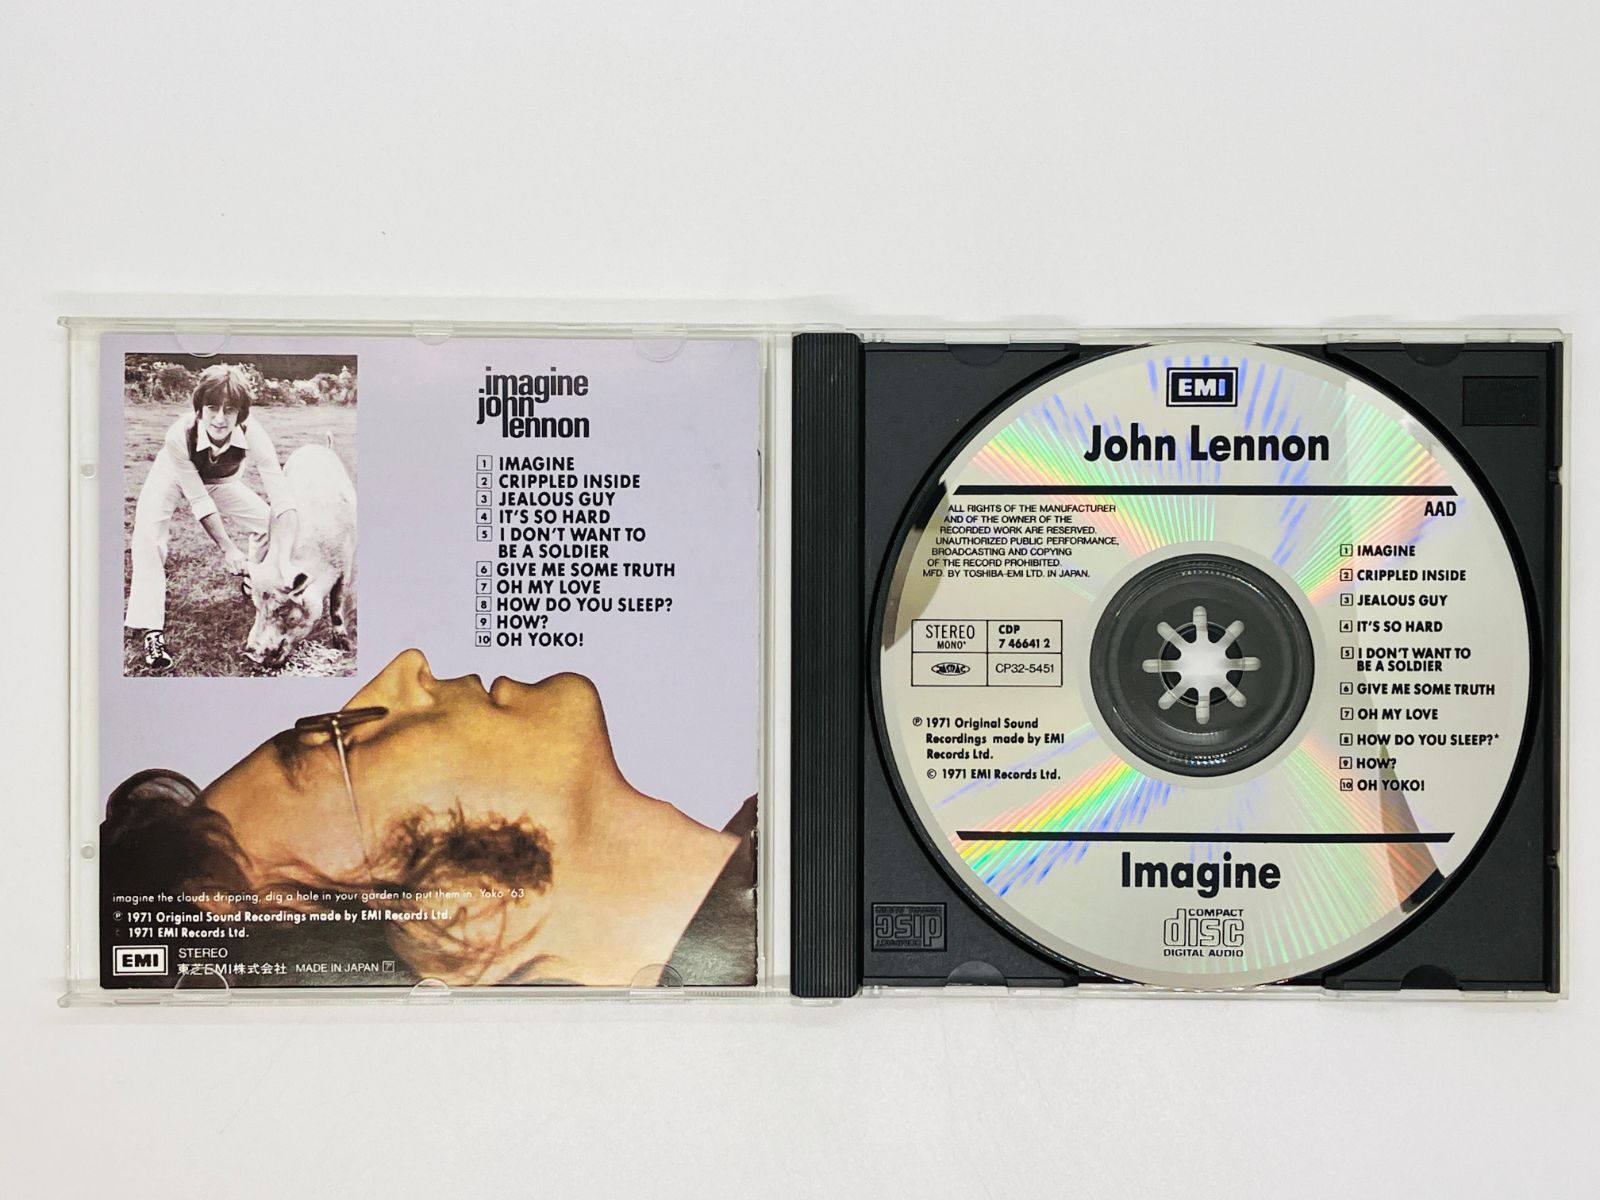 imagine
john
lennon
1 IMAGINE
2 CRIPPLED INSIDE
3 JEALOUS GUY
4 IT'S SO HARD
5 I DON'T WANT TO
BE A SOLDIER
6 GIVE ME SOME TRUTH
7 OH MY LOVE
8 HOW DO YOU SLEEP?
9 HOW?
10 OH YOKO!
imagine the clouds dripping, dig a hole in your garden to put them in. Yoko '63
℗ 1971 Original Sound Recordings made by EMI Records Ltd.
© 1971 EMI Records Ltd.
EMI STEREO
東芝EMI株式会社 MADE IN JAPAN ア
EMI
John Lennon
AAD
ALL RIGHTS OF THE MANUFACTURER
AND OF THE OWNER OF THE
RECORDED WORK ARE RESERVED.
UNAUTHORIZED PUBLIC PERFORMANCE,
BROADCASTING AND COPYING
OF THE RECORD PROHIBITED.
MFD. BY TOSHIBA-EMI LTD. IN JAPAN.
STEREO
MONO*
CDP
7 46641 2
CP32-5451
℗ 1971 Original Sound
Recordings made by EMI
Records Ltd.
© 1971 EMI Records Ltd.
1 IMAGINE
2 CRIPPLED INSIDE
3 JEALOUS GUY
4 IT'S SO HARD
5 I DON'T WANT TO
BE A SOLDIER
6 GIVE ME SOME TRUTH
7 OH MY LOVE
8 HOW DO YOU SLEEP?*
9 HOW?
10 OH YOKO!
Imagine
COMPACT
disc
DIGITAL AUDIO